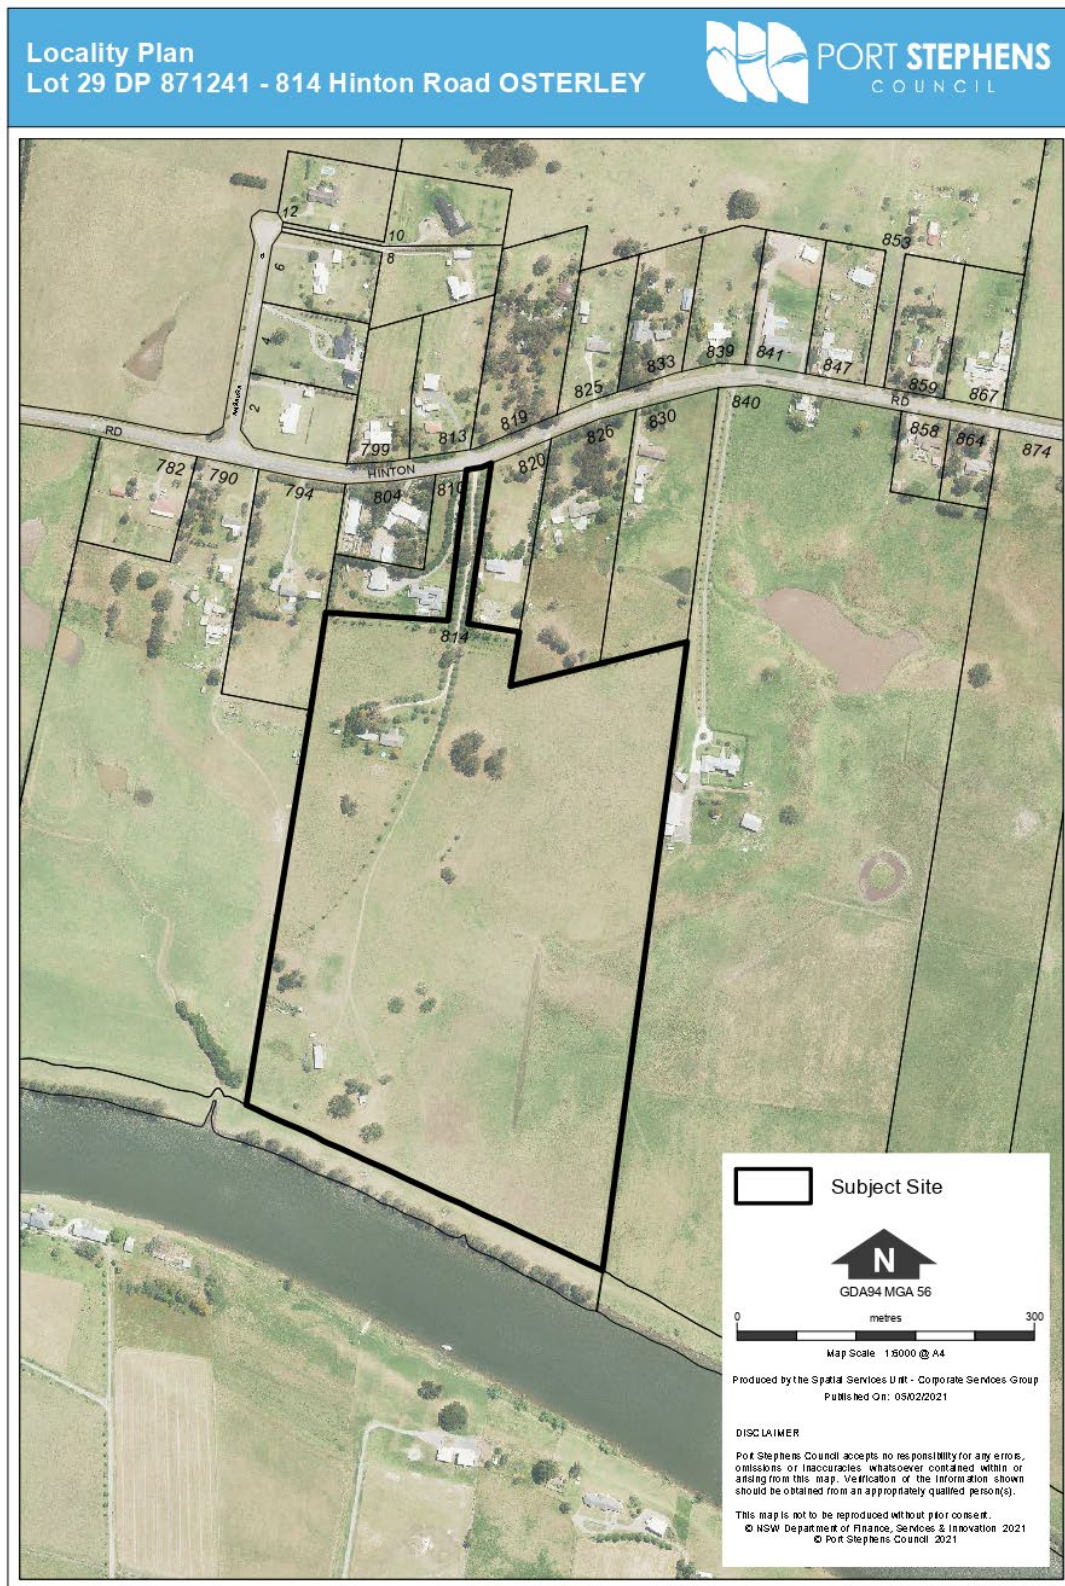 Locality Plan
Lot 29 DP 871241 - 814 Hinton Road OSTERLEY
PORT STEPHENS
COUNCIL
12
10
8
6
4
2
853
819
825
833
839
841
847
859
867
RD
799
813
HINTON
820
826
830
840
RD
858
864
874
782
790
794
804
810
814
Subject Site
N
GDA94 MGA 56
0 metres 300
Map Scale 1:6000 @ A4
Produced by the Spatial Services Unit - Corporate Services Group
Published On: 05/02/2021
DISCLAIMER
Port Stephens Council accepts no responsibility for any errors,
omissions or inaccuracies whatsoever contained within or
arising from this map. Verification of the information shown
should be obtained from an appropriately qualified person(s).
This map is not to be reproduced without prior consent.
© NSW Department of Finance, Services & Innovation 2021
© Port Stephens Council 2021